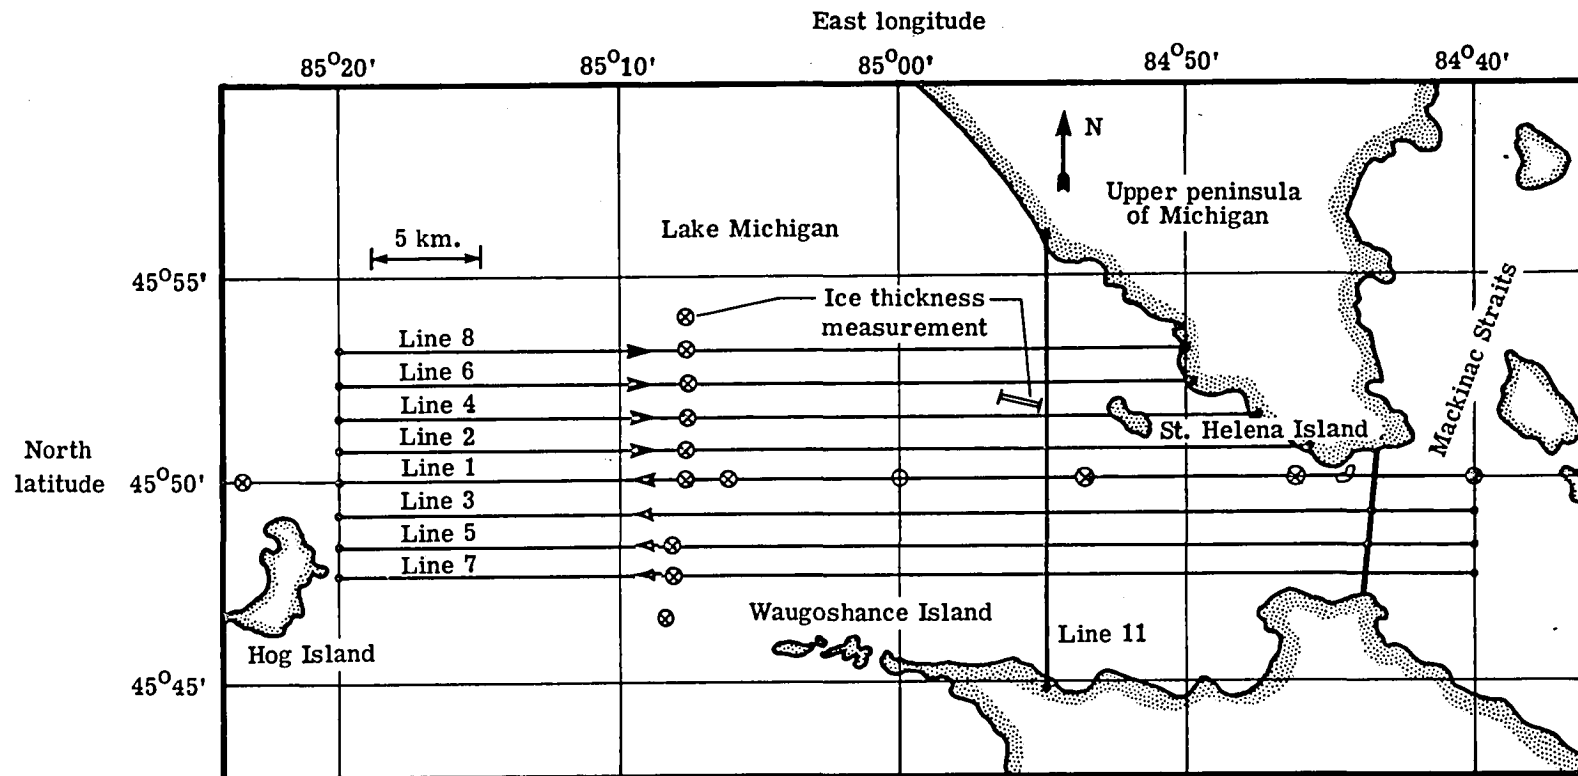 East longitude
85°20' 85°10' 85°00' 84°50' 84°40'
N
Upper peninsula
of Michigan
Lake Michigan
5 km.
45°55'
Ice thickness
measurement
Mackinac Straits
Line 8
Line 6
Line 4
St. Helena Island
Line 2
North
latitude
45°50'
Line 1
Line 3
Line 5
Line 7
Waugoshance Island
Line 11
Hog Island
45°45'